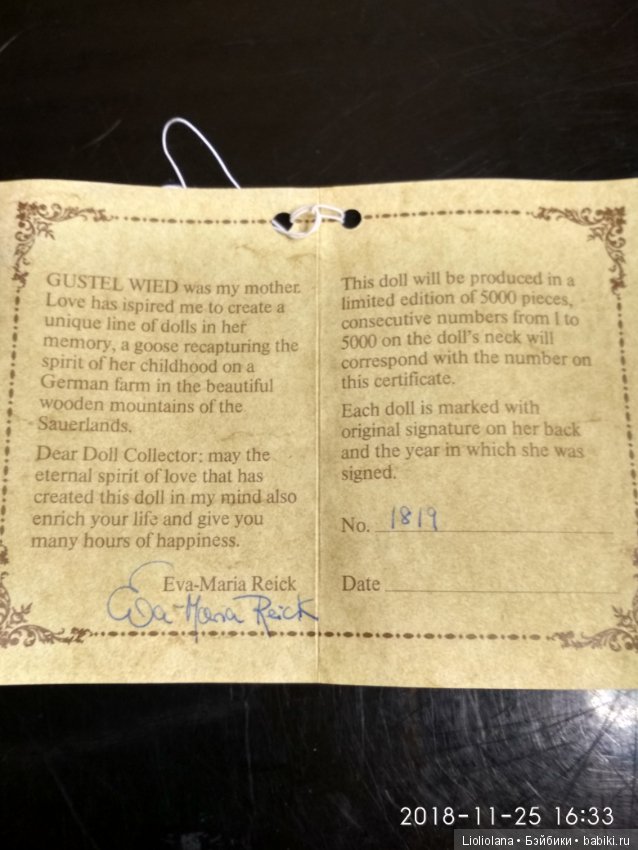 GUSTEL WIED was my mother.
Love has ispired me to create a
unique line of dolls in her
memory, a goose recapturing the
spirit of her childhood on a
German farm in the beautiful
wooden mountains of the
Sauerlands.
Dear Doll Collector: may the
eternal spirit of love that has
created this doll in my mind also
enrich your life and give you
many hours of happiness.
Eva-Maria Reick
Eva-Maria Reick
This doll will be produced in a
limited edition of 5000 pieces,
consecutive numbers from 1 to
5000 on the doll's neck will
correspond with the number on
this certificate.
Each doll is marked with
original signature on her back
and the year in which she was
signed.
No. 1819
Date
2018-11-25 16:33
Lioliolana • Бэйбики • babiki.ru